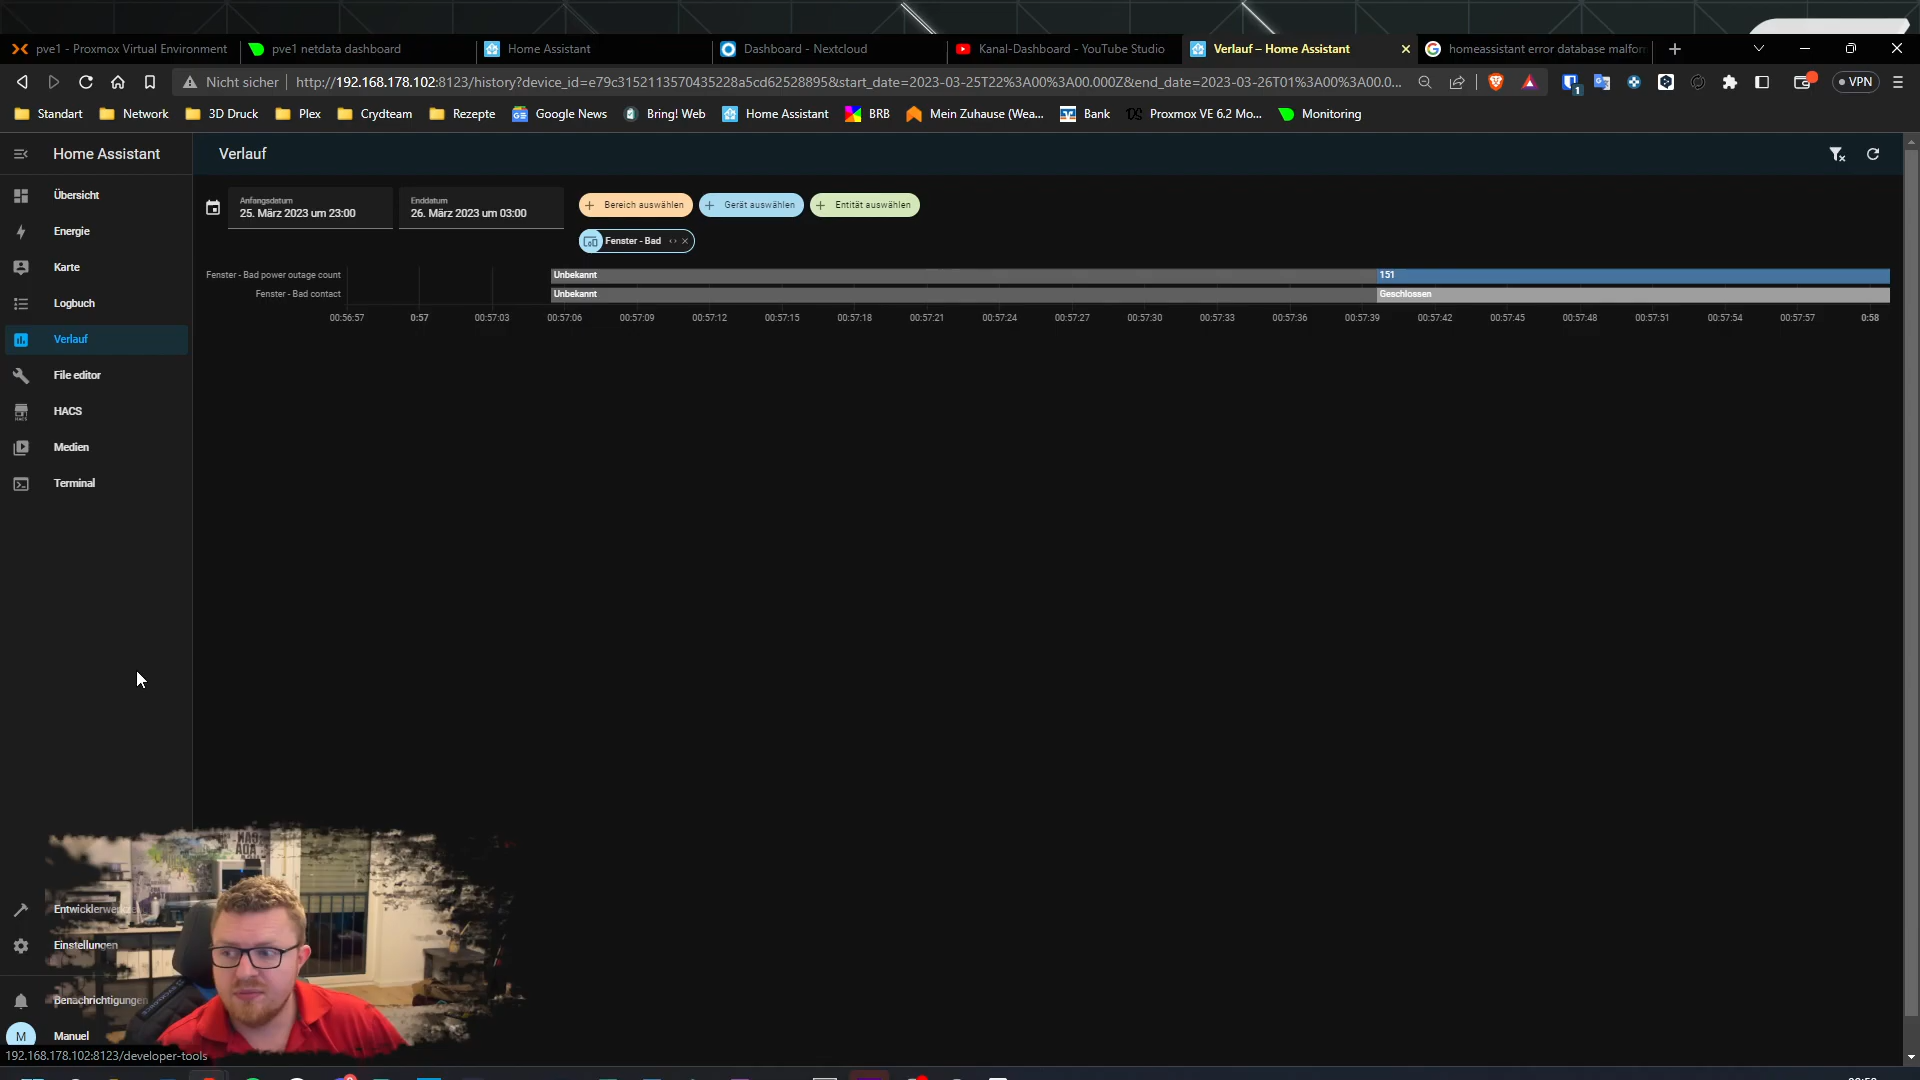 pve1 - Proxmox Virtual Environment
pve1 netdata dashboard
Home Assistant
Dashboard - Nextcloud
Kanal-Dashboard - YouTube Studio
Verlauf – Home Assistant
homeassistant error database malfor
Nicht sicher
http://192.168.178.102:8123/history?device_id=e79c3152113570435228a5cd62528895&start_date=2023-03-25T22%3A00%3A00.000Z&end_date=2023-03-26T01%3A00%3A00.0...
1
VPN
Standart
Network
3D Druck
Plex
Crydteam
Rezepte
Google News
Bring! Web
Home Assistant
BRB
Mein Zuhause (Wea...
Bank
Proxmox VE 6.2 Mo...
Monitoring
Home Assistant
Verlauf
Übersicht
Energie
Karte
Logbuch
Verlauf
File editor
HACS
Medien
Terminal
Anfangsdatum
25. März 2023 um 23:00
Enddatum
26. März 2023 um 03:00
Bereich auswählen
Gerät auswählen
Entität auswählen
Fenster - Bad
Fenster - Bad power outage count
Unbekannt
151
Fenster - Bad contact
Unbekannt
Geschlossen
00:56:57 0:57 00:57:03 00:57:06 00:57:09 00:57:12 00:57:15 00:57:18 00:57:21 00:57:24 00:57:27 00:57:30 00:57:33 00:57:36 00:57:39 00:57:42 00:57:45 00:57:48 00:57:51 00:57:54 00:57:57 0:58
Einstellungen
Benachrichtigungen
M
Manuel
192.168.178.102:8123/developer-tools